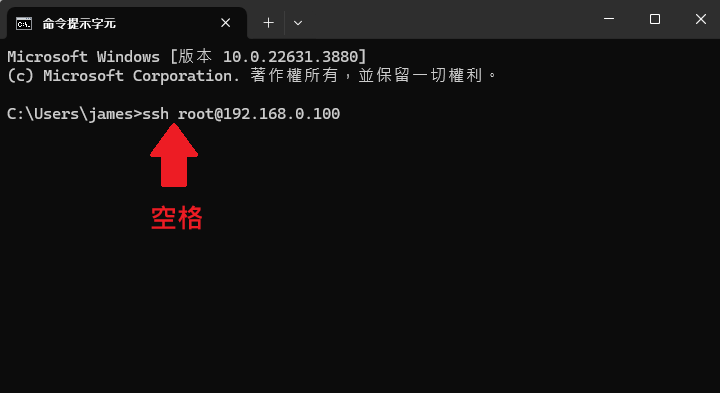 命令提示字元
Microsoft Windows [版本 10.0.22631.3880]
(c) Microsoft Corporation. 著作權所有，並保留一切權利。
C:\Users\james>ssh root@192.168.0.100
空格